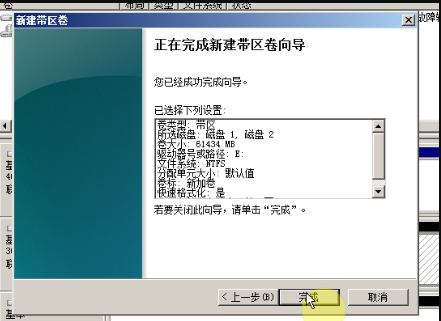 卷 布局 类型 文件系统 状态
新建带区卷
正在完成新建带区卷向导
您已经成功完成向导。
已选择下列设置:
卷类型: 带区
所选磁盘: 磁盘 1, 磁盘 2
卷大小: 61434 MB
驱动器号或路径: E:
文件系统: NTFS
分配单元大小: 默认值
卷标: 新加卷
快速格式化: 是
若要关闭此向导，请单击“完成”。
< 上一步(B) 完成 取消